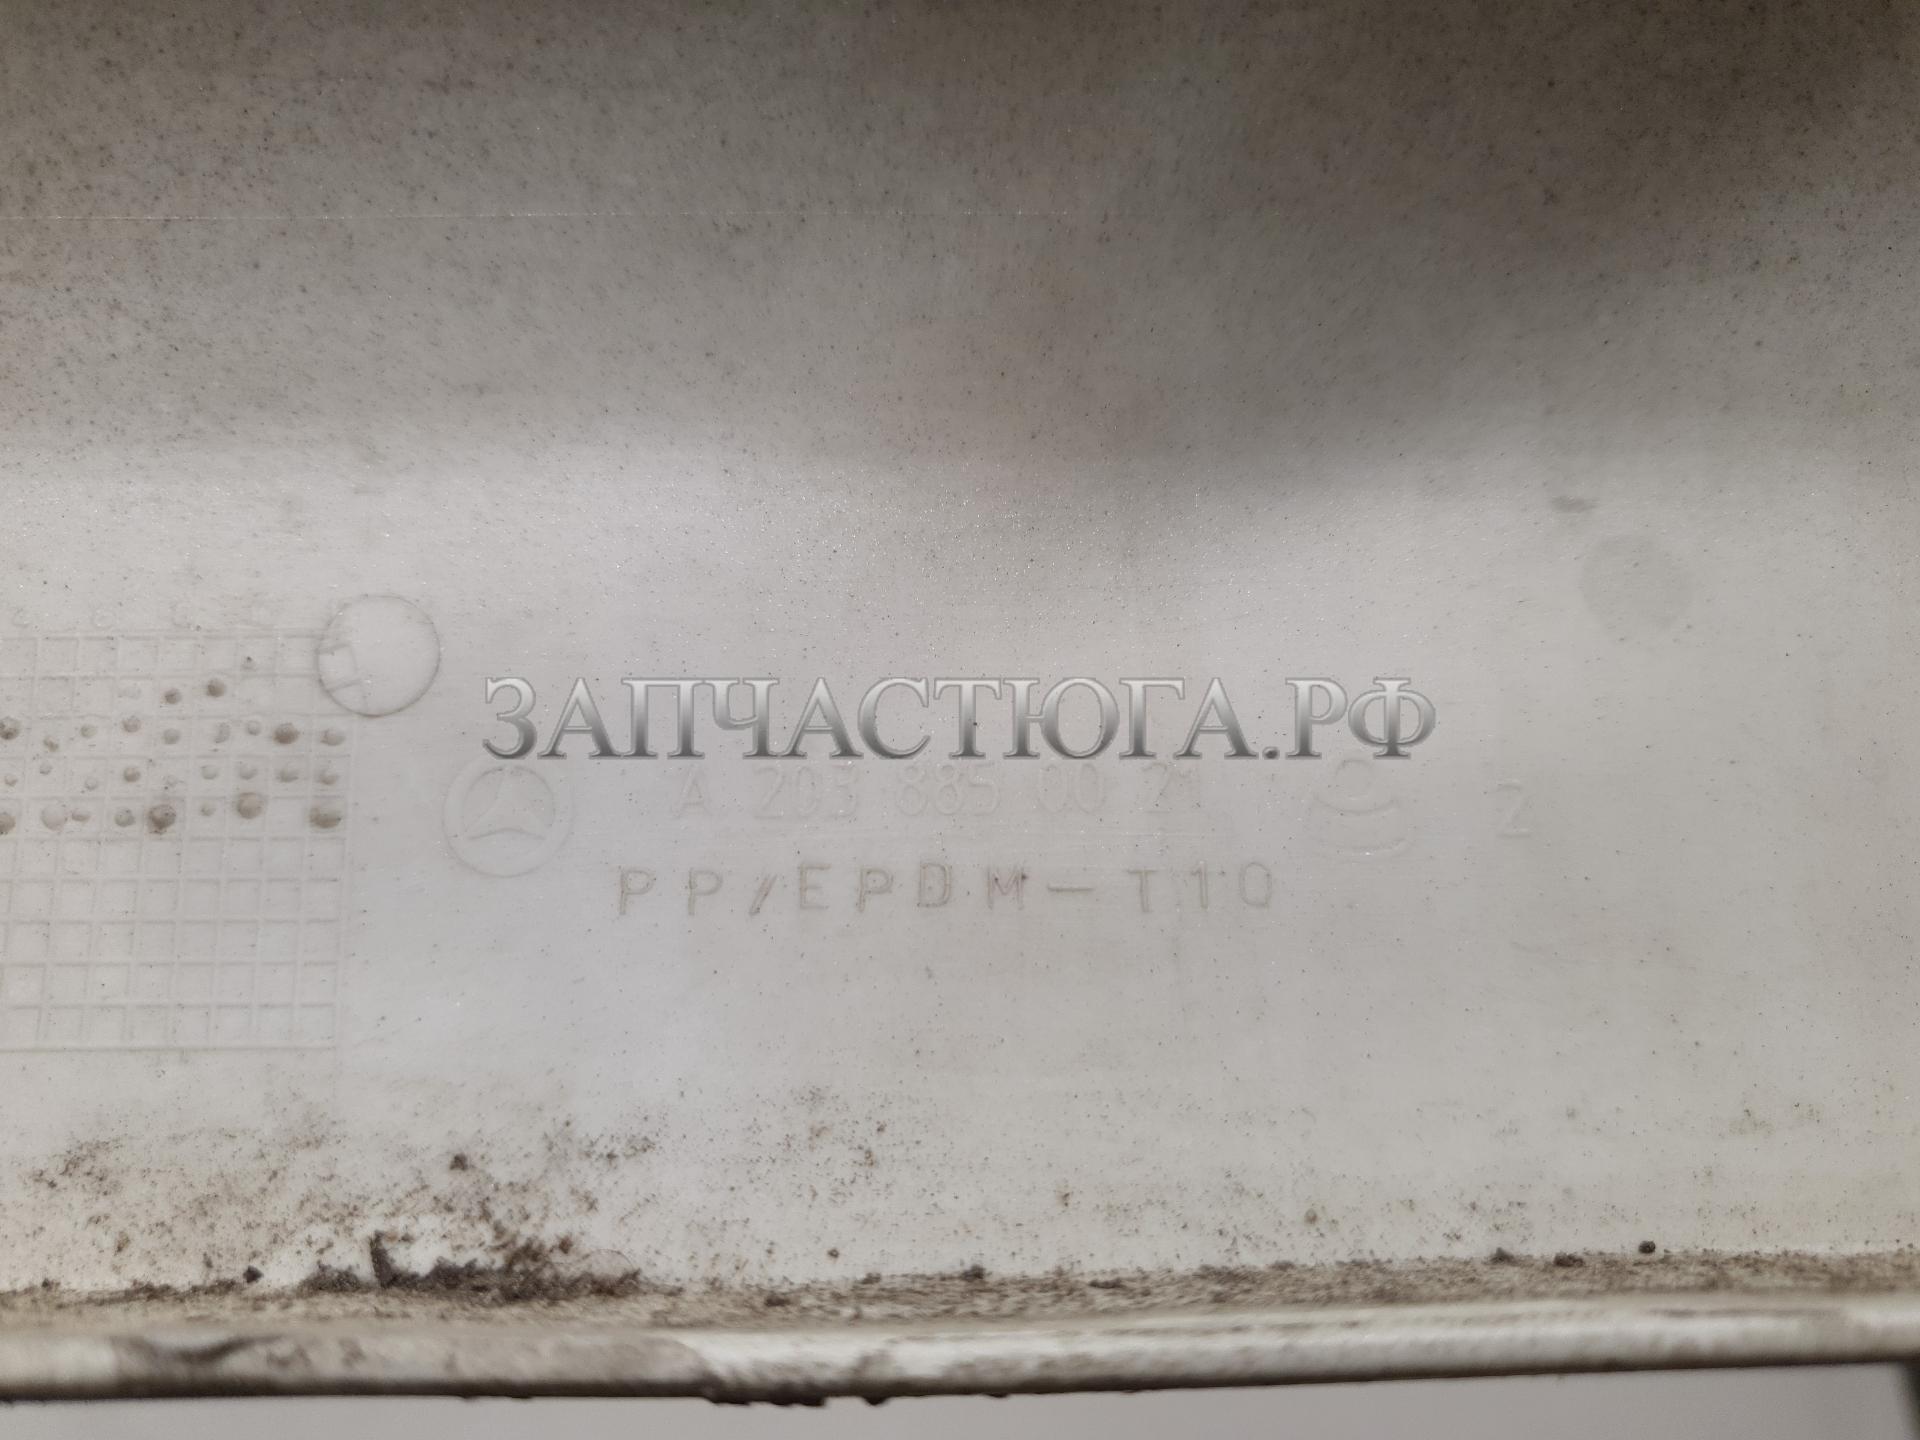 ЗАПЧАСТЮГА.РФ
A 203 885 00 21
Z
PP/EPDM-T10